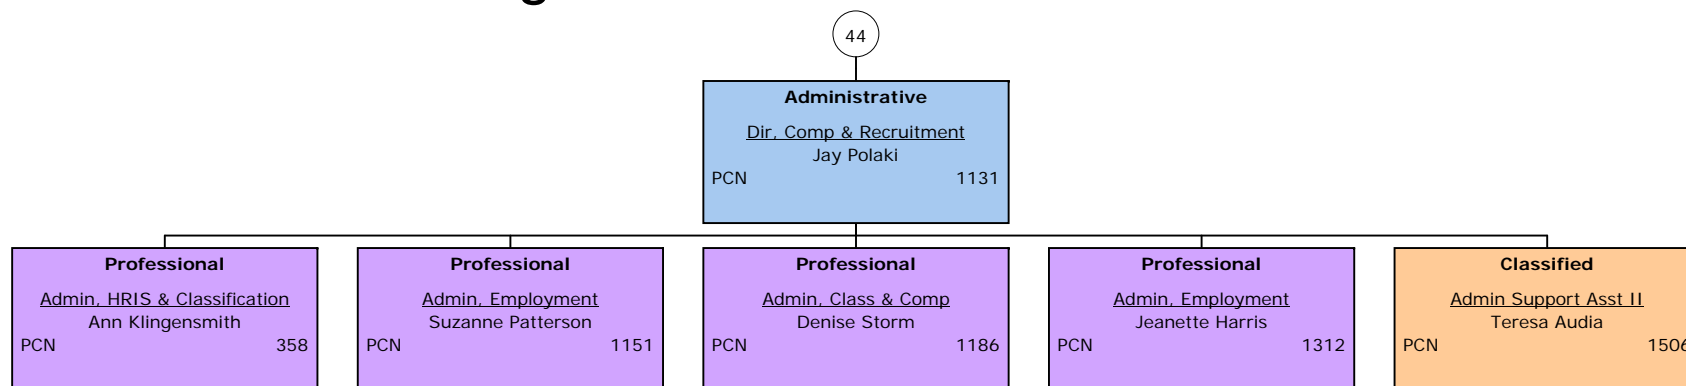 44
Administrative
Dir, Comp & Recruitment
Jay Polaki
PCN 1131
Professional
Admin, HRIS & Classification
Ann Klingensmith
PCN 358
Professional
Admin, Employment
Suzanne Patterson
PCN 1151
Professional
Admin, Class & Comp
Denise Storm
PCN 1186
Professional
Admin, Employment
Jeanette Harris
PCN 1312
Classified
Admin Support Asst II
Teresa Audia
PCN 1506